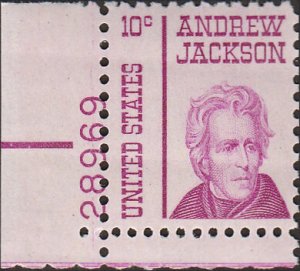 10c
ANDREW
JACKSON
UNITED STATES
28969